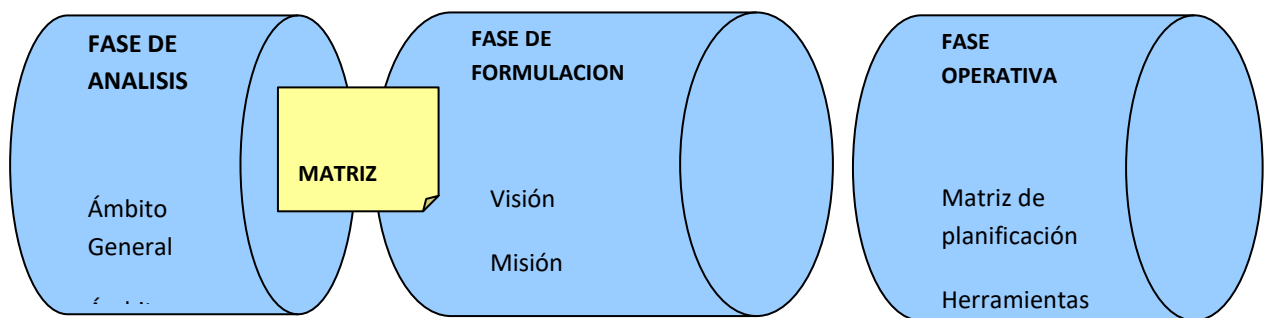 FASE DE
ANALISIS
Ámbito
General
MATRIZ
FASE DE
FORMULACION
Visión
Misión
FASE
OPERATIVA
Matriz de
planificación
Herramientas